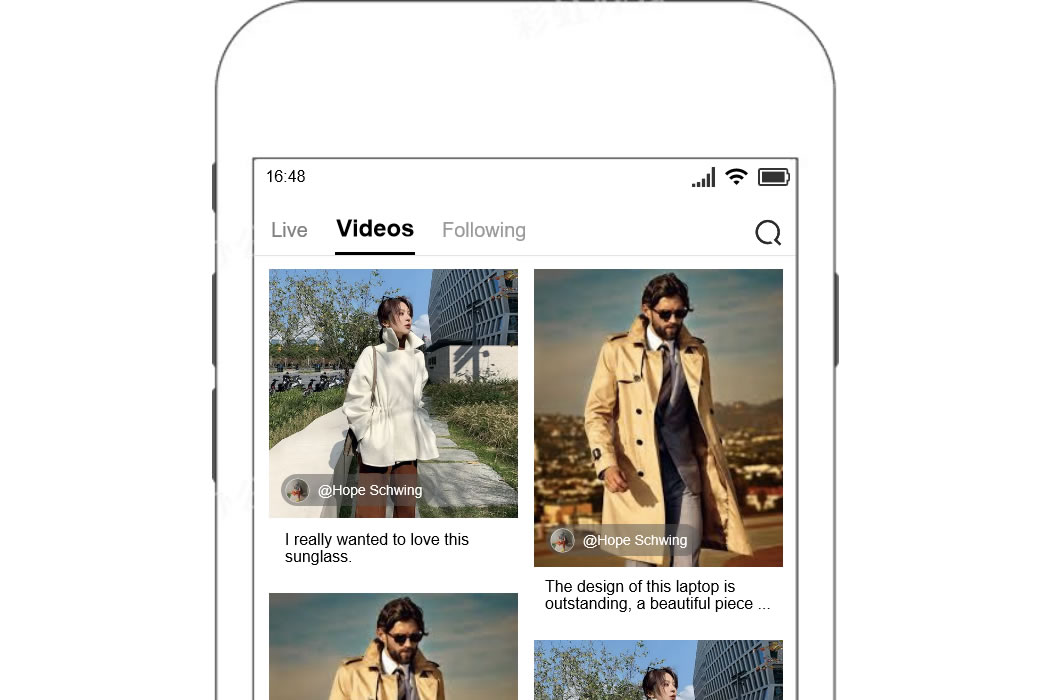 16:48
Live Videos Following
@Hope Schwing
I really wanted to love this
sunglass.
@Hope Schwing
The design of this laptop is
outstanding, a beautiful piece ...